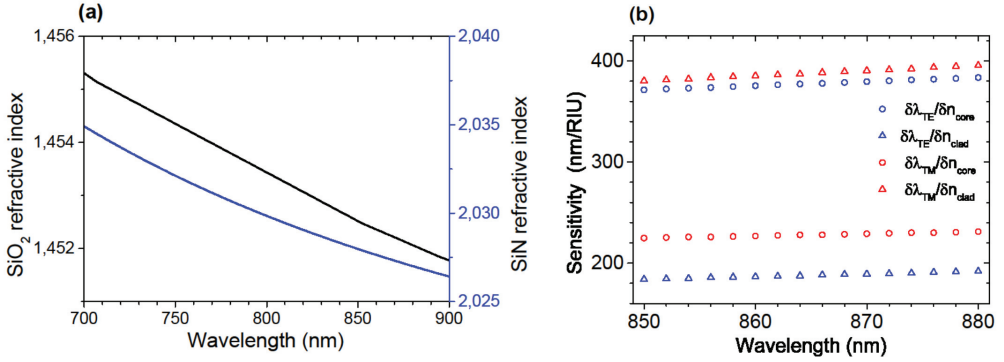 (a)
1,456
1,454
1,452
SiO2 refractive index
700
750
800
850
900
Wavelength (nm)
2,040
2,035
2,030
2,025
SiN refractive index
(b)
400
300
200
Sensitivity (nm/RIU)
δλTE/δncore
δλTE/δnclad
δλTM/δncore
δλTM/δnclad
850
860
870
880
Wavelength (nm)